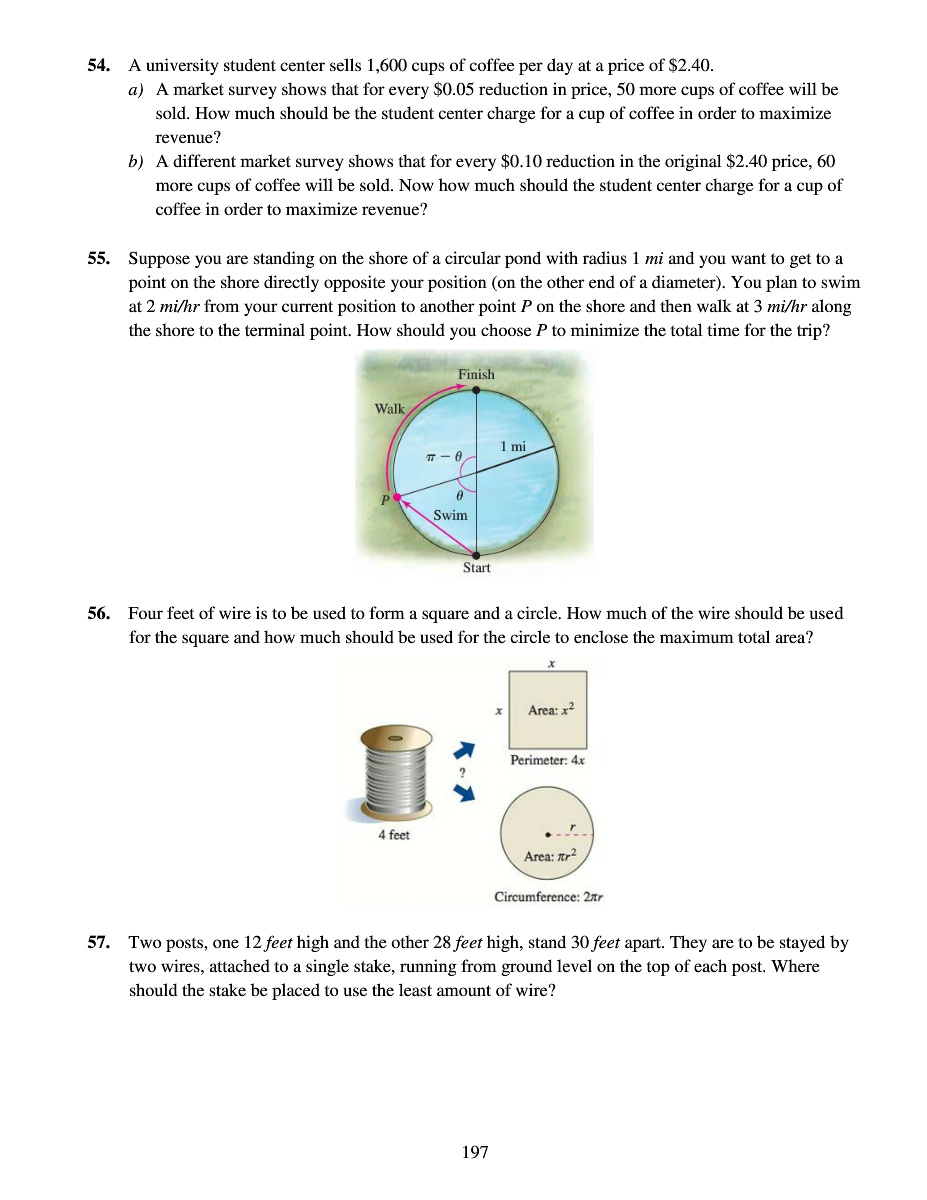 54. A university student center sells 1,600 cups of coffee per day at a price of $2.40.
a) A market survey shows that for every $0.05 reduction in price, 50 more cups of coffee will be
sold. How much should be the student center charge for a cup of coffee in order to maximize
revenue?
b) A different market survey shows that for every $0.10 reduction in the original $2.40 price, 60
more cups of coffee will be sold. Now how much should the student center charge for a cup of
coffee in order to maximize revenue?
55. Suppose you are standing on the shore of a circular pond with radius 1 mi and you want to get to a
point on the shore directly opposite your position (on the other end of a diameter). You plan to swim
at 2 mi/hr from your current position to another point P on the shore and then walk at 3 mi/hr along
the shore to the terminal point. How should you choose P to minimize the total time for the trip?
Finish
Walk
1 mi
π − θ
P
θ
Swim
Start
56. Four feet of wire is to be used to form a square and a circle. How much of the wire should be used
for the square and how much should be used for the circle to enclose the maximum total area?
x
x
Area: x²
Perimeter: 4x
?
4 feet
r
Area: πr²
Circumference: 2πr
57. Two posts, one 12 feet high and the other 28 feet high, stand 30 feet apart. They are to be stayed by
two wires, attached to a single stake, running from ground level on the top of each post. Where
should the stake be placed to use the least amount of wire?
197